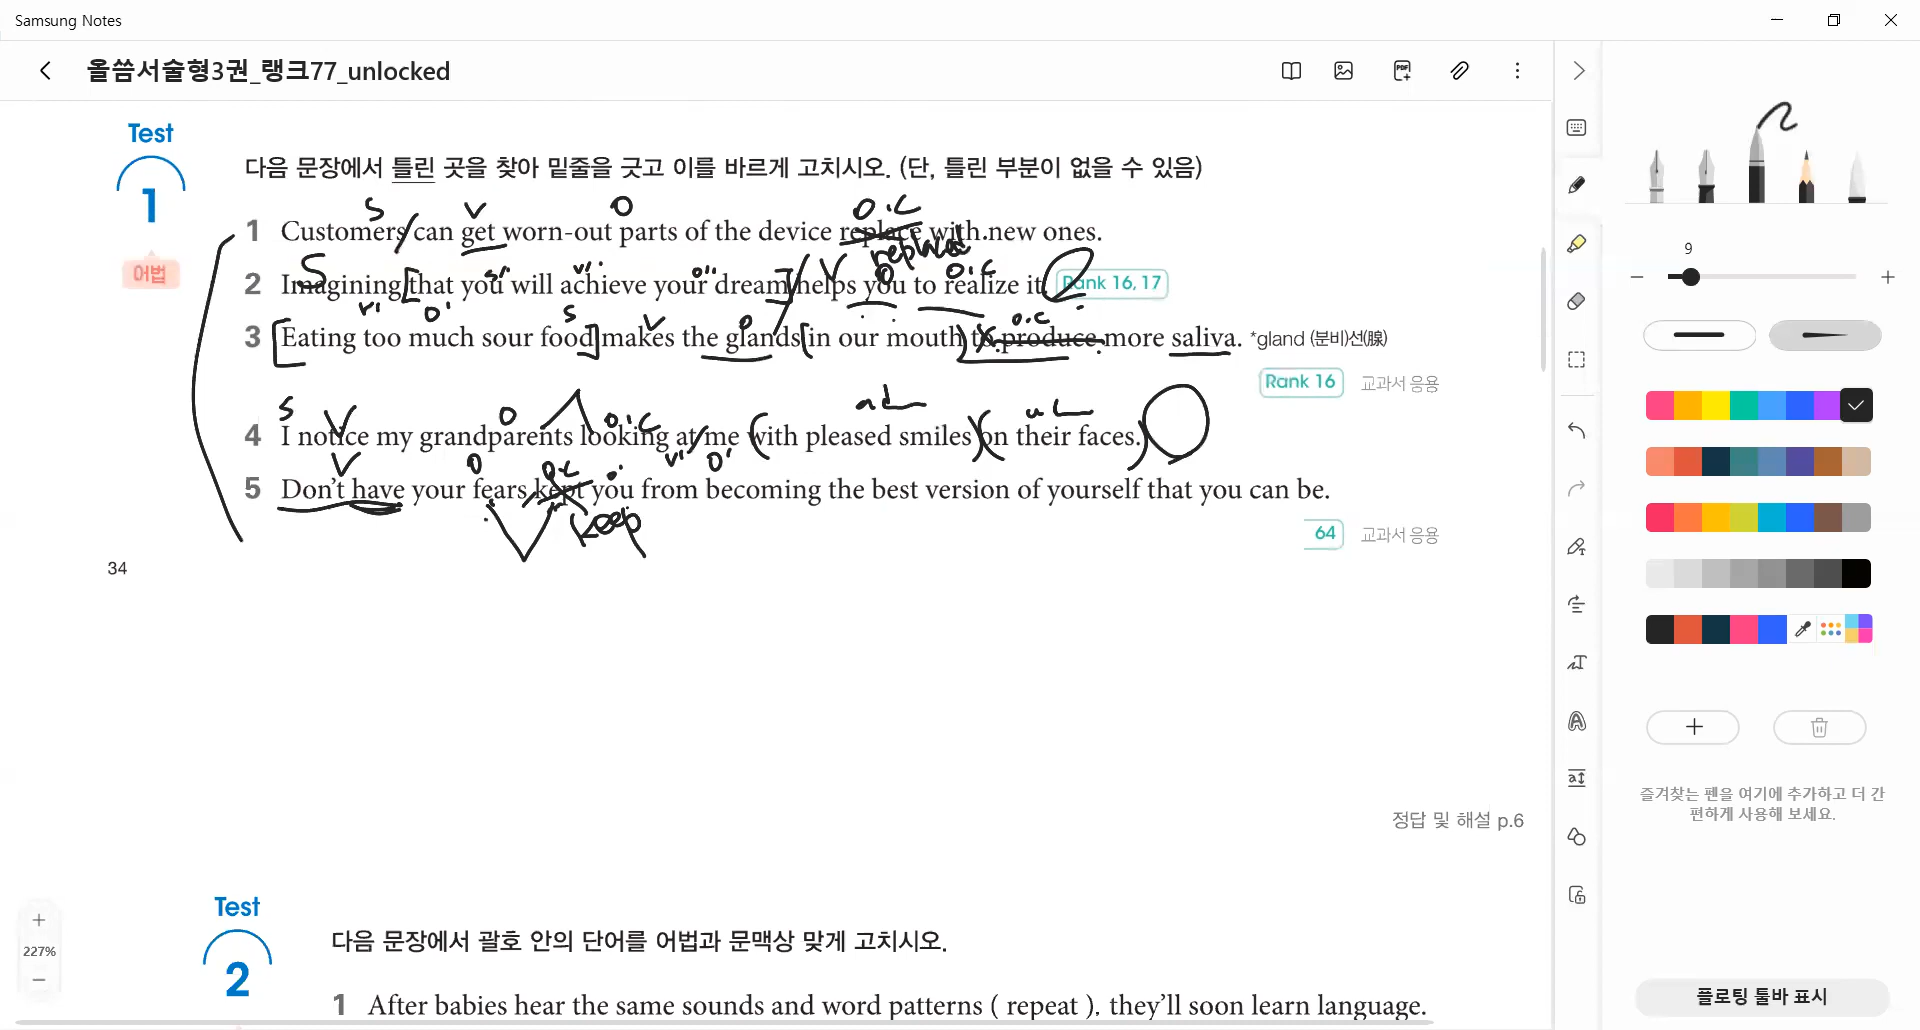 Samsung Notes
올씀서술형3권_랭크77_unlocked
Test
1
어법
다음 문장에서 틀린 곳을 찾아 밑줄을 긋고 이를 바르게 고치시오. (단, 틀린 부분이 없을 수 있음)
S V O O.C
1 Customers can get worn-out parts of the device replace with new ones.
replaced
S S' V' O' V O O.C
2 Imagining that you will achieve your dream helps you to realize it. Rank 16, 17
V' O' S V O O.C
3 Eating too much sour food makes the glands in our mouth to produce more saliva. *gland (분비)선(腺)
Rank 16 교과서 응용
S V O O.C
4 I notice my grandparents looking at me with pleased smiles on their faces.
V O O.C V' O'
5 Don't have your fears kept you from becoming the best version of yourself that you can be.
keep
64 교과서 응용
34
정답 및 해설 p.6
Test
2
다음 문장에서 괄호 안의 단어를 어법과 문맥상 맞게 고치시오.
1 After babies hear the same sounds and word patterns ( repeat ), they'll soon learn language.
227%
9
즐겨찾는 펜을 여기에 추가하고 더 간
편하게 사용해 보세요.
플로팅 툴바 표시